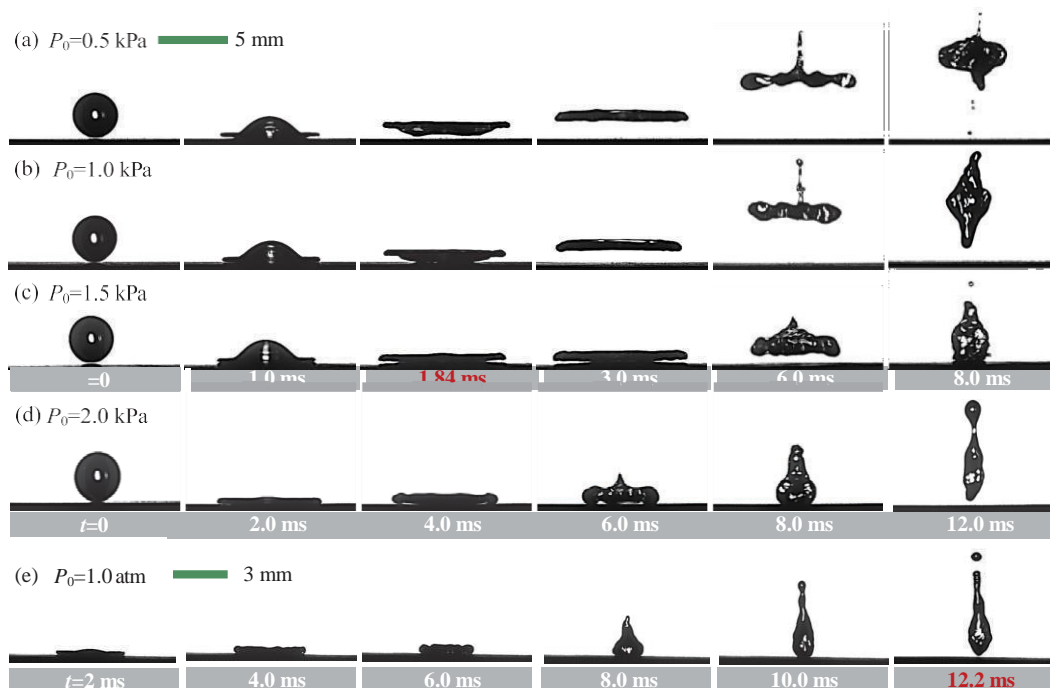 (a) P₀=0.5 kPa 5 mm
(b) P₀=1.0 kPa
(c) P₀=1.5 kPa
=0 1.0 ms 1.84 ms 3.0 ms 6.0 ms 8.0 ms
(d) P₀=2.0 kPa
t=0 2.0 ms 4.0 ms 6.0 ms 8.0 ms 12.0 ms
(e) P₀=1.0 atm 3 mm
t=2 ms 4.0 ms 6.0 ms 8.0 ms 10.0 ms 12.2 ms